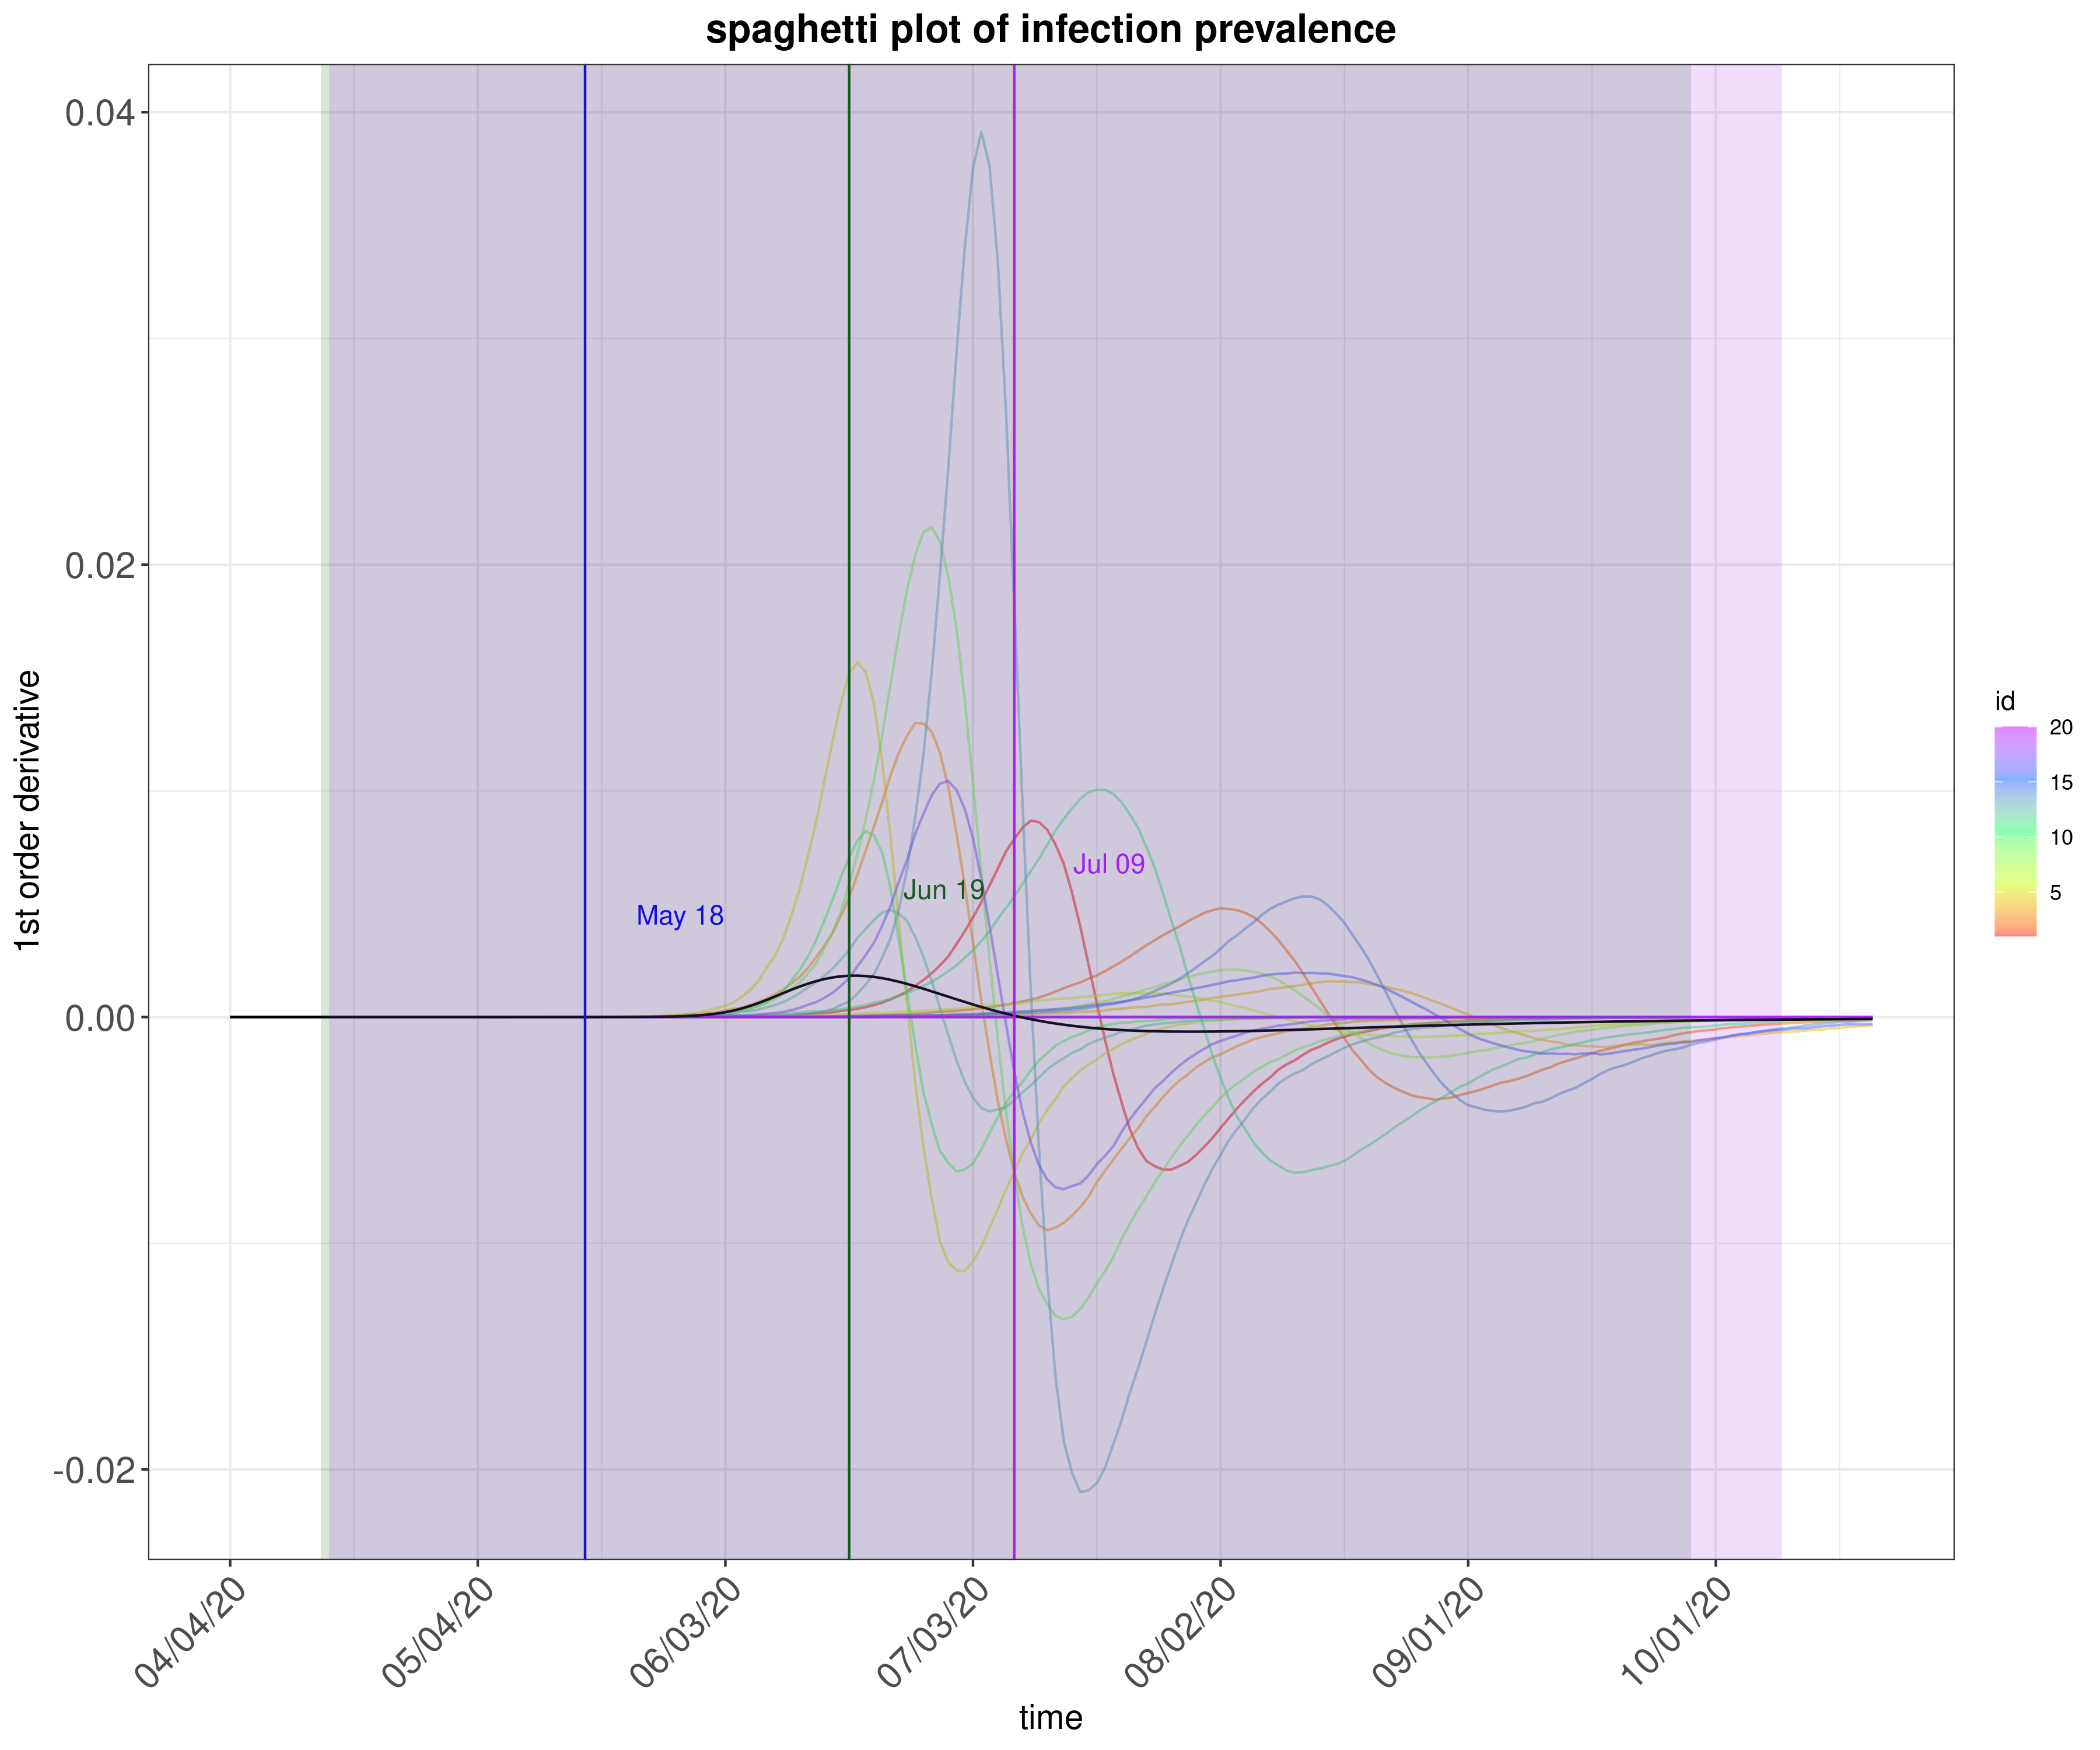 spaghetti plot of infection prevalence
1st order derivative
0.04
0.02
0.00
-0.02
May 18
Jun 19
Jul 09
04/04/20
05/04/20
06/03/20
07/03/20
08/02/20
09/01/20
10/01/20
time
id
20
15
10
5